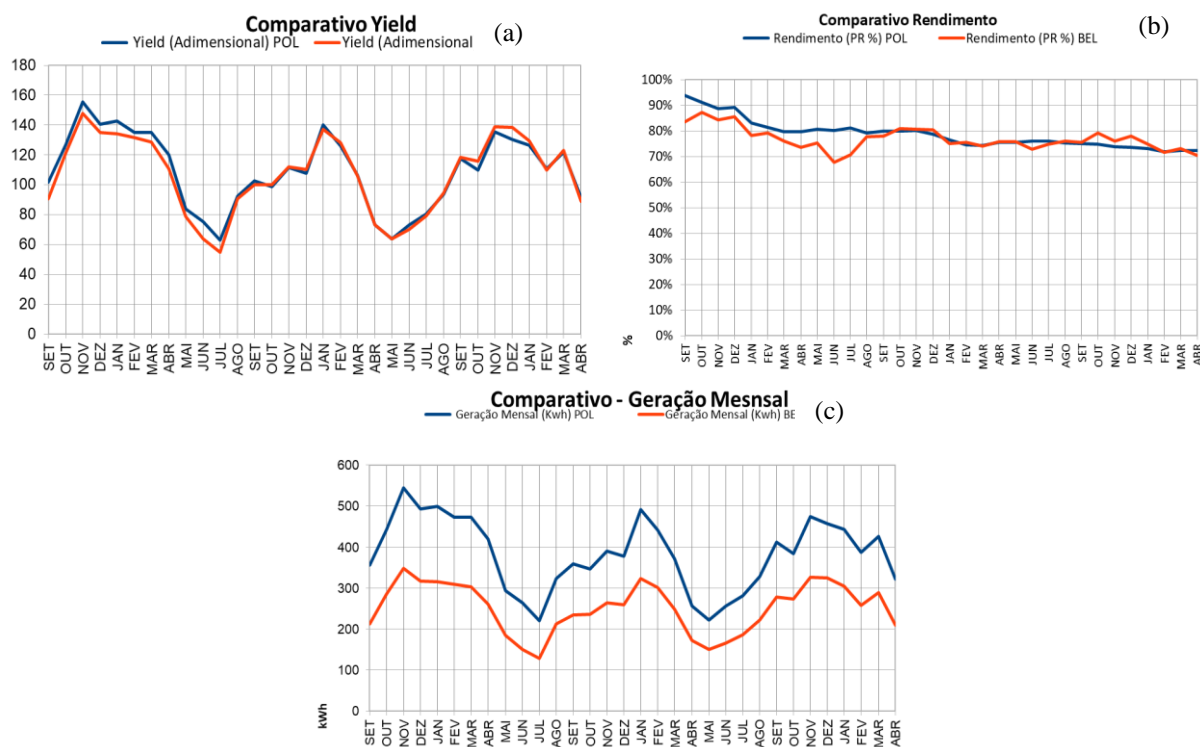 Comparativo Yield
Yield (Adimensional) POL Yield (Adimensional)
(a)
180
160
140
120
100
80
60
40
20
0
SET OUT NOV DEZ JAN FEV MAR ABR MAI JUN JUL AGO SET OUT NOV DEZ JAN FEV MAR ABR MAI JUN JUL AGO SET OUT NOV DEZ JAN FEV MAR ABR
Comparativo Rendimento
Rendimento (PR %) POL Rendimento (PR %) BEL
(b)
100%
90%
80%
70%
60%
50%
40%
30%
20%
10%
0%
%
SET OUT NOV DEZ JAN FEV MAR ABR MAI JUN JUL AGO SET OUT NOV DEZ JAN FEV MAR ABR MAI JUN JUL AGO SET OUT NOV DEZ JAN FEV MAR ABR
Comparativo - Geração Mesnsal
Geração Mensal (Kwh) POL Geração Mensal (Kwh) BE
(c)
600
500
400
300
200
100
0
kWh
SET OUT NOV DEZ JAN FEV MAR ABR MAI JUN JUL AGO SET OUT NOV DEZ JAN FEV MAR ABR MAI JUN JUL AGO SET OUT NOV DEZ JAN FEV MAR ABR